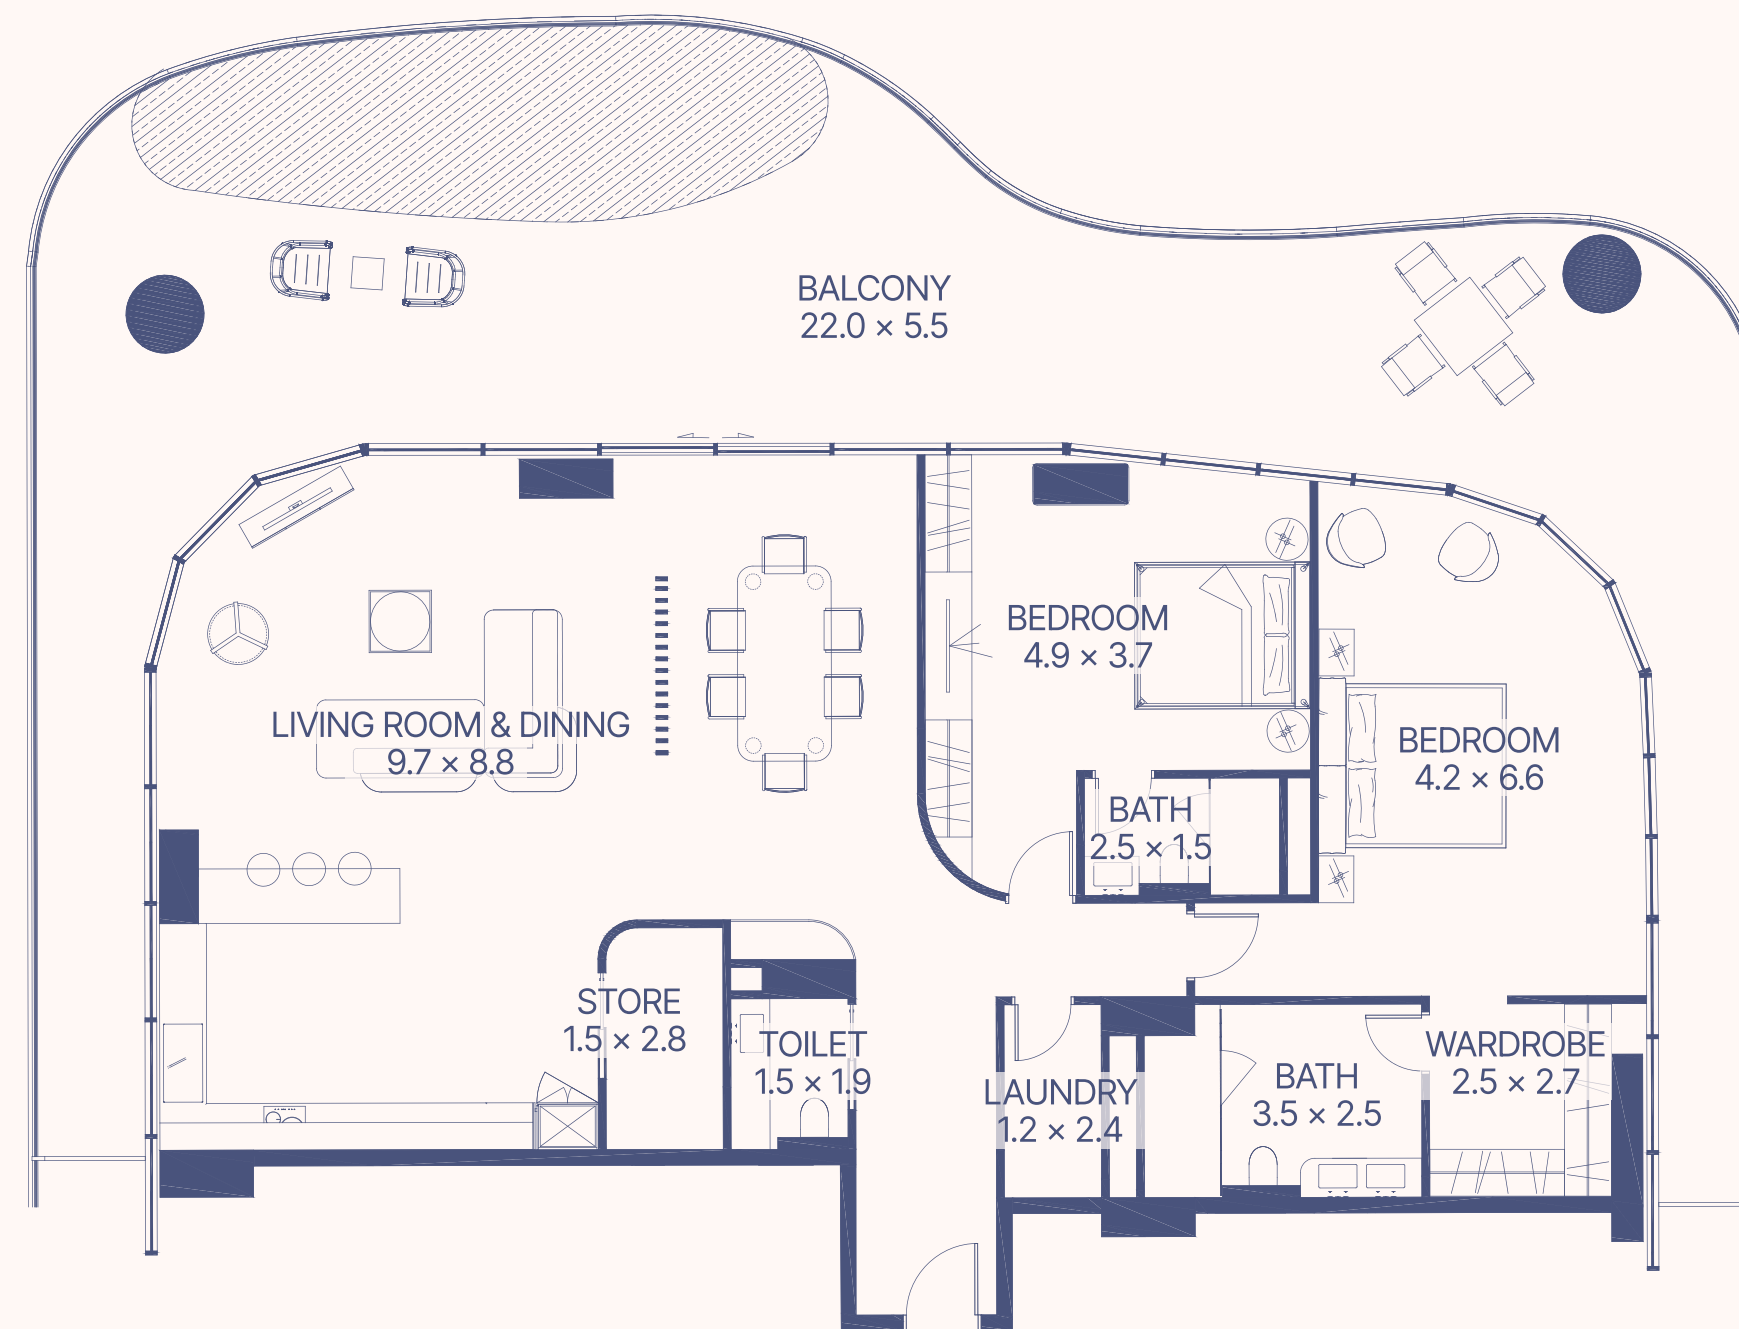 BALCONY
22.0 × 5.5
BEDROOM
4.9 × 3.7
LIVING ROOM & DINING
9.7 × 8.8
BEDROOM
4.2 × 6.6
BATH
2.5 × 1.5
STORE
1.5 × 2.8
TOILET
1.5 × 1.9
LAUNDRY
1.2 × 2.4
BATH
3.5 × 2.5
WARDROBE
2.5 × 2.7